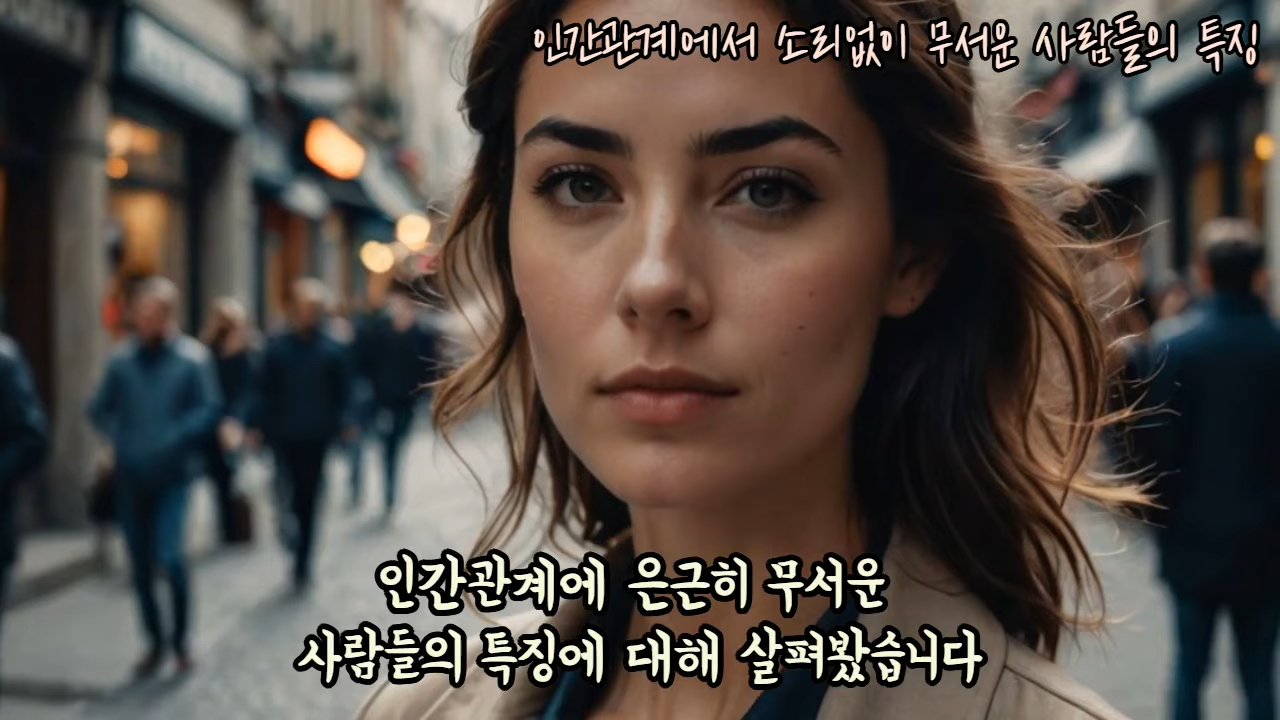 인간관계에서 소리없이 무서운 사람들의 특징
인간관계에 은근히 무서운
사람들의 특징에 대해 살펴봤습니다